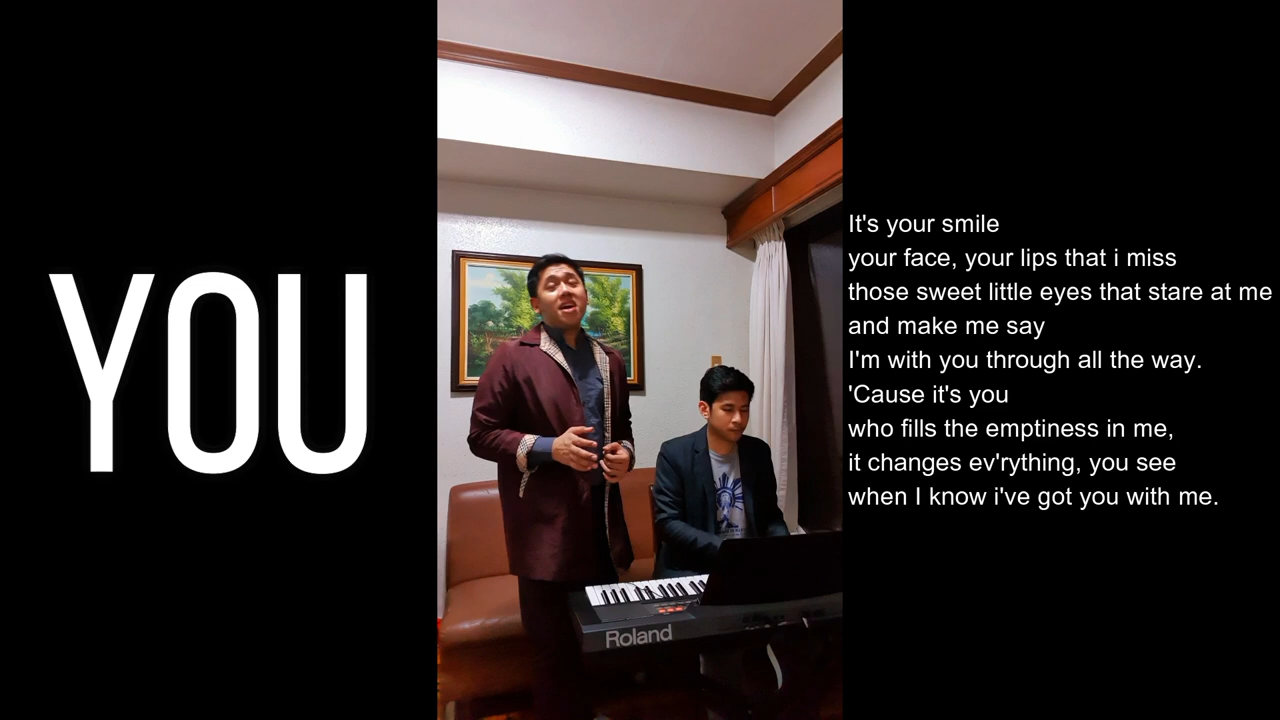 YOU
It's your smile
your face, your lips that i miss
those sweet little eyes that stare at me
and make me say
I'm with you through all the way.
'Cause it's you
who fills the emptiness in me,
it changes ev'rything, you see
when I know i've got you with me.
Roland